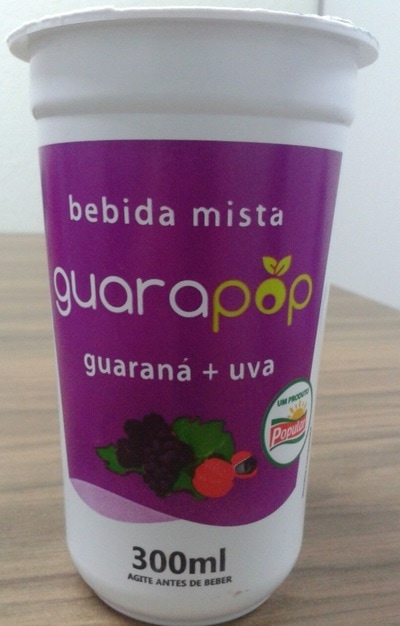 bebida mista
guarapop
guaraná + uva
UM PRODUTO
Popular
300ml
AGITE ANTES DE BEBER